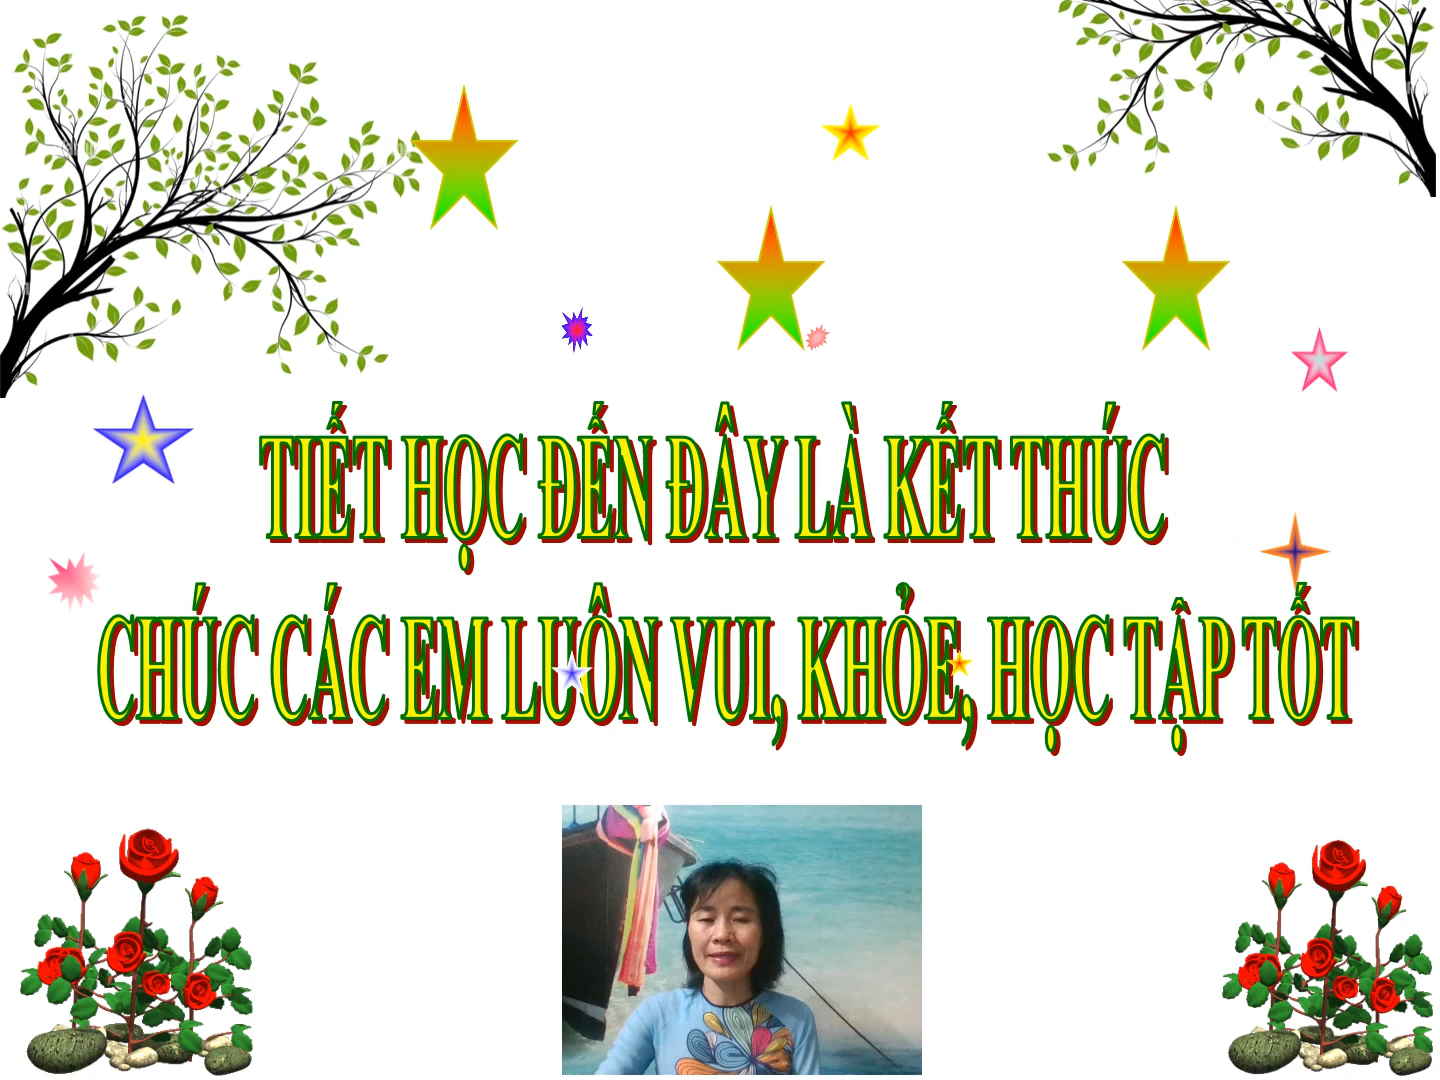 TIẾT HỌC ĐẾN ĐÂY LÀ KẾT THÚC
CHÚC CÁC EM LUÔN VUI, KHỎE, HỌC TẬP TỐT